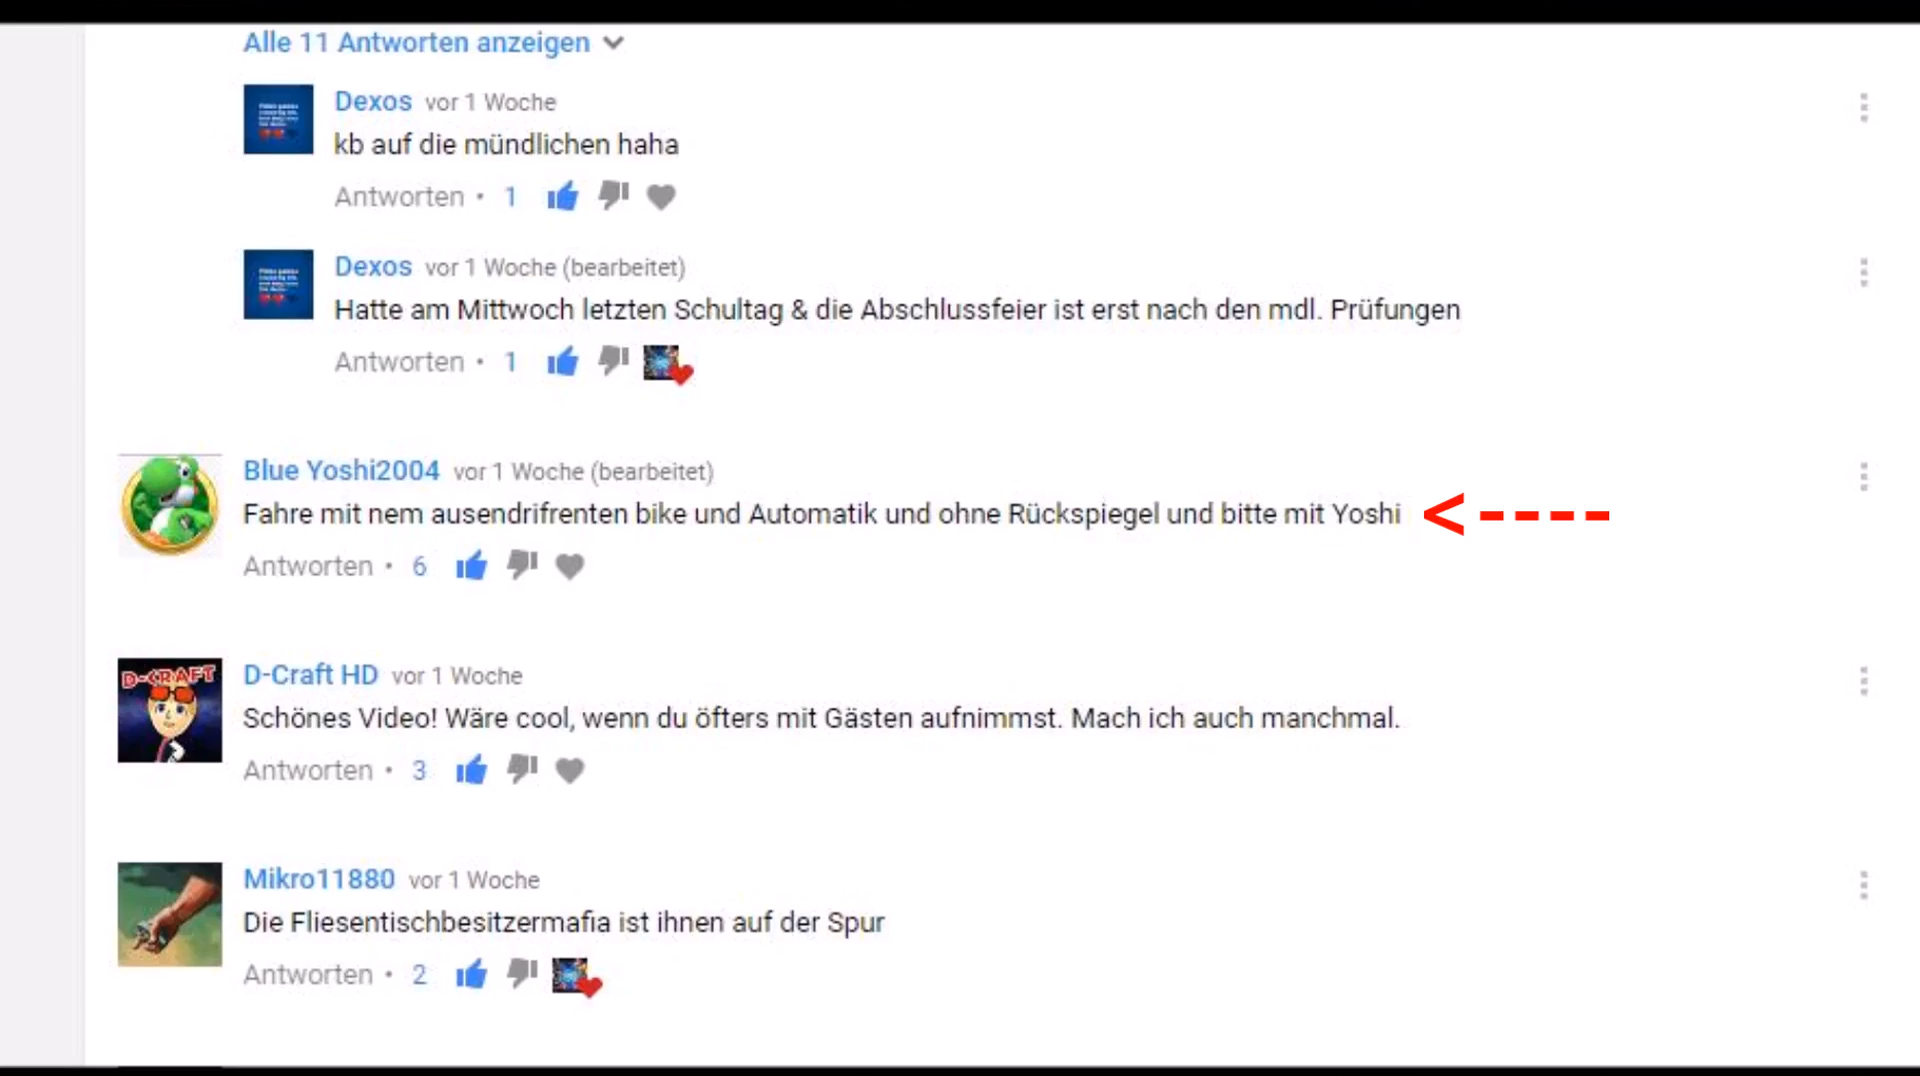 Alle 11 Antworten anzeigen
Dexos vor 1 Woche
kb auf die mündlichen haha
Antworten • 1
Dexos vor 1 Woche (bearbeitet)
Hatte am Mittwoch letzten Schultag & die Abschlussfeier ist erst nach den mdl. Prüfungen
Antworten • 1
Blue Yoshi2004 vor 1 Woche (bearbeitet)
Fahre mit nem ausendrifrenten bike und Automatik und ohne Rückspiegel und bitte mit Yoshi
Antworten • 6
D-CRAFT
D-Craft HD vor 1 Woche
Schönes Video! Wäre cool, wenn du öfters mit Gästen aufnimmst. Mach ich auch manchmal.
Antworten • 3
Mikro11880 vor 1 Woche
Die Fliesentischbesitzermafia ist ihnen auf der Spur
Antworten • 2